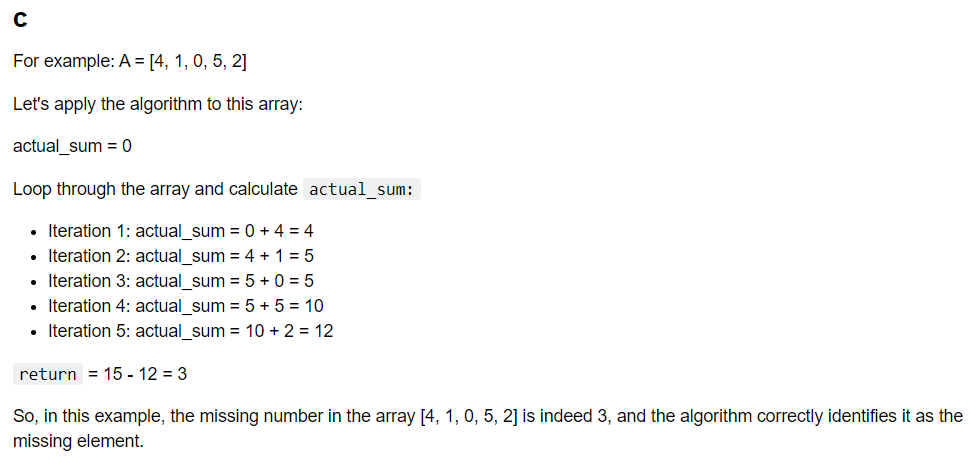 C
For example: A = [4, 1, 0, 5, 2]
Let's apply the algorithm to this array:
actual_sum = 0
Loop through the array and calculate actual_sum:
• Iteration 1: actual_sum = 0 + 4 = 4
• Iteration 2: actual_sum = 4 + 1 = 5
• Iteration 3: actual_sum = 5 + 0 = 5
• Iteration 4: actual_sum = 5 + 5 = 10
• Iteration 5: actual_sum = 10 + 2 = 12
return = 15 - 12 = 3
So, in this example, the missing number in the array [4, 1, 0, 5, 2] is indeed 3, and the algorithm correctly identifies it as the
missing element.